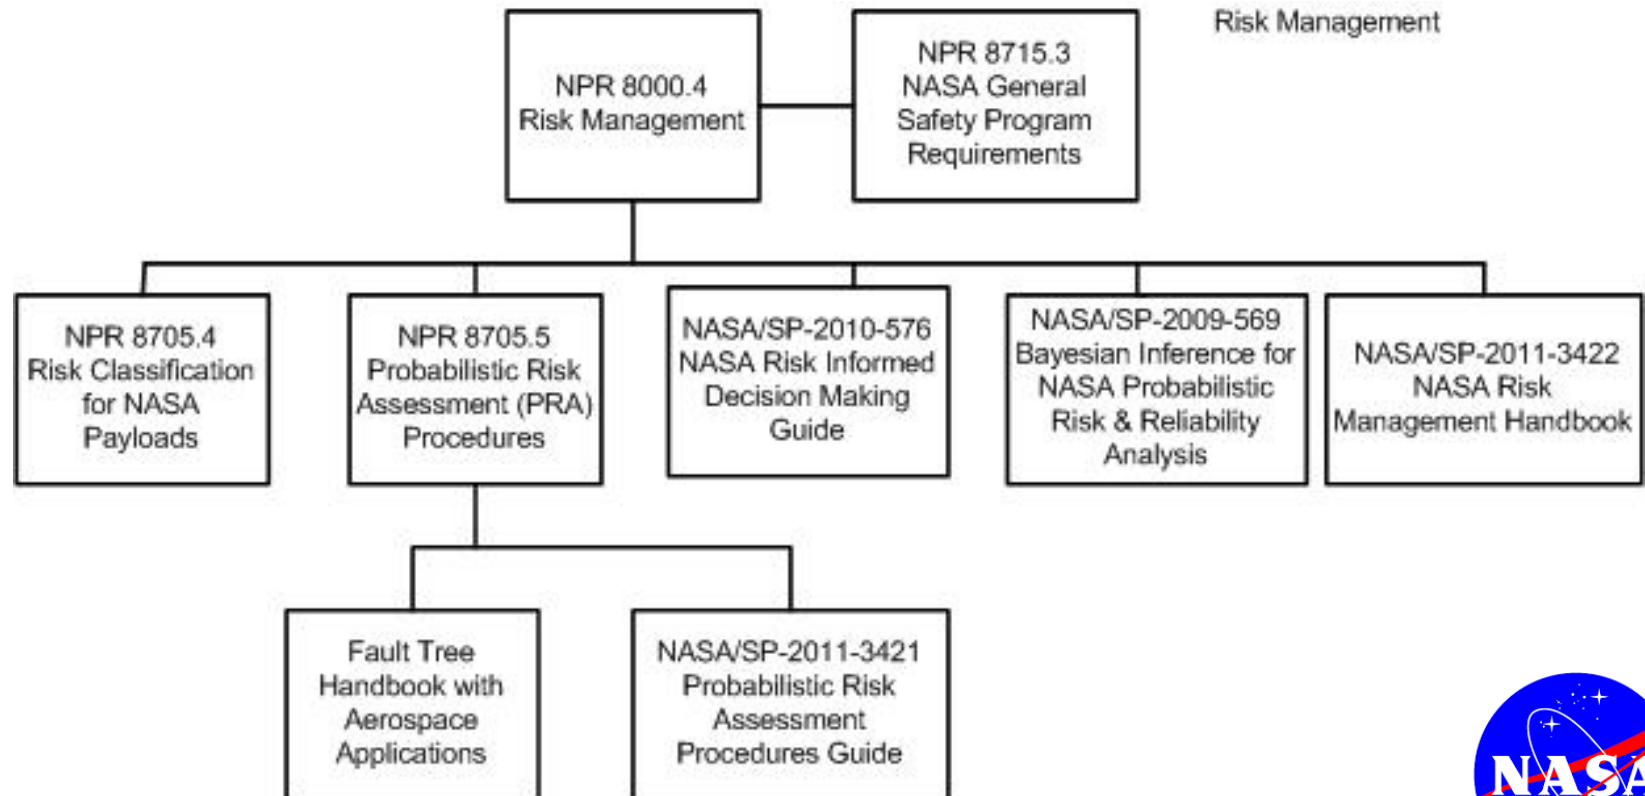 Risk Management
NPR 8000.4
Risk Management
NPR 8715.3
NASA General
Safety Program
Requirements
NPR 8705.4
Risk Classification
for NASA
Payloads
NPR 8705.5
Probabilistic Risk
Assessment (PRA)
Procedures
NASA/SP-2010-576
NASA Risk Informed
Decision Making
Guide
NASA/SP-2009-569
Bayesian Inference for
NASA Probabilistic
Risk & Reliability
Analysis
NASA/SP-2011-3422
NASA Risk
Management Handbook
Fault Tree
Handbook with
Aerospace
Applications
NASA/SP-2011-3421
Probabilistic Risk
Assessment
Procedures Guide
NASA